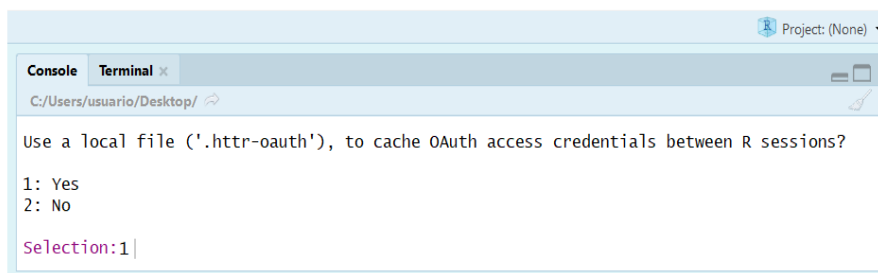 Project: (None)
Console Terminal
C:/Users/usuario/Desktop/
Use a local file ('.httr-oauth'), to cache OAuth access credentials between R sessions?
1: Yes
2: No
Selection:1